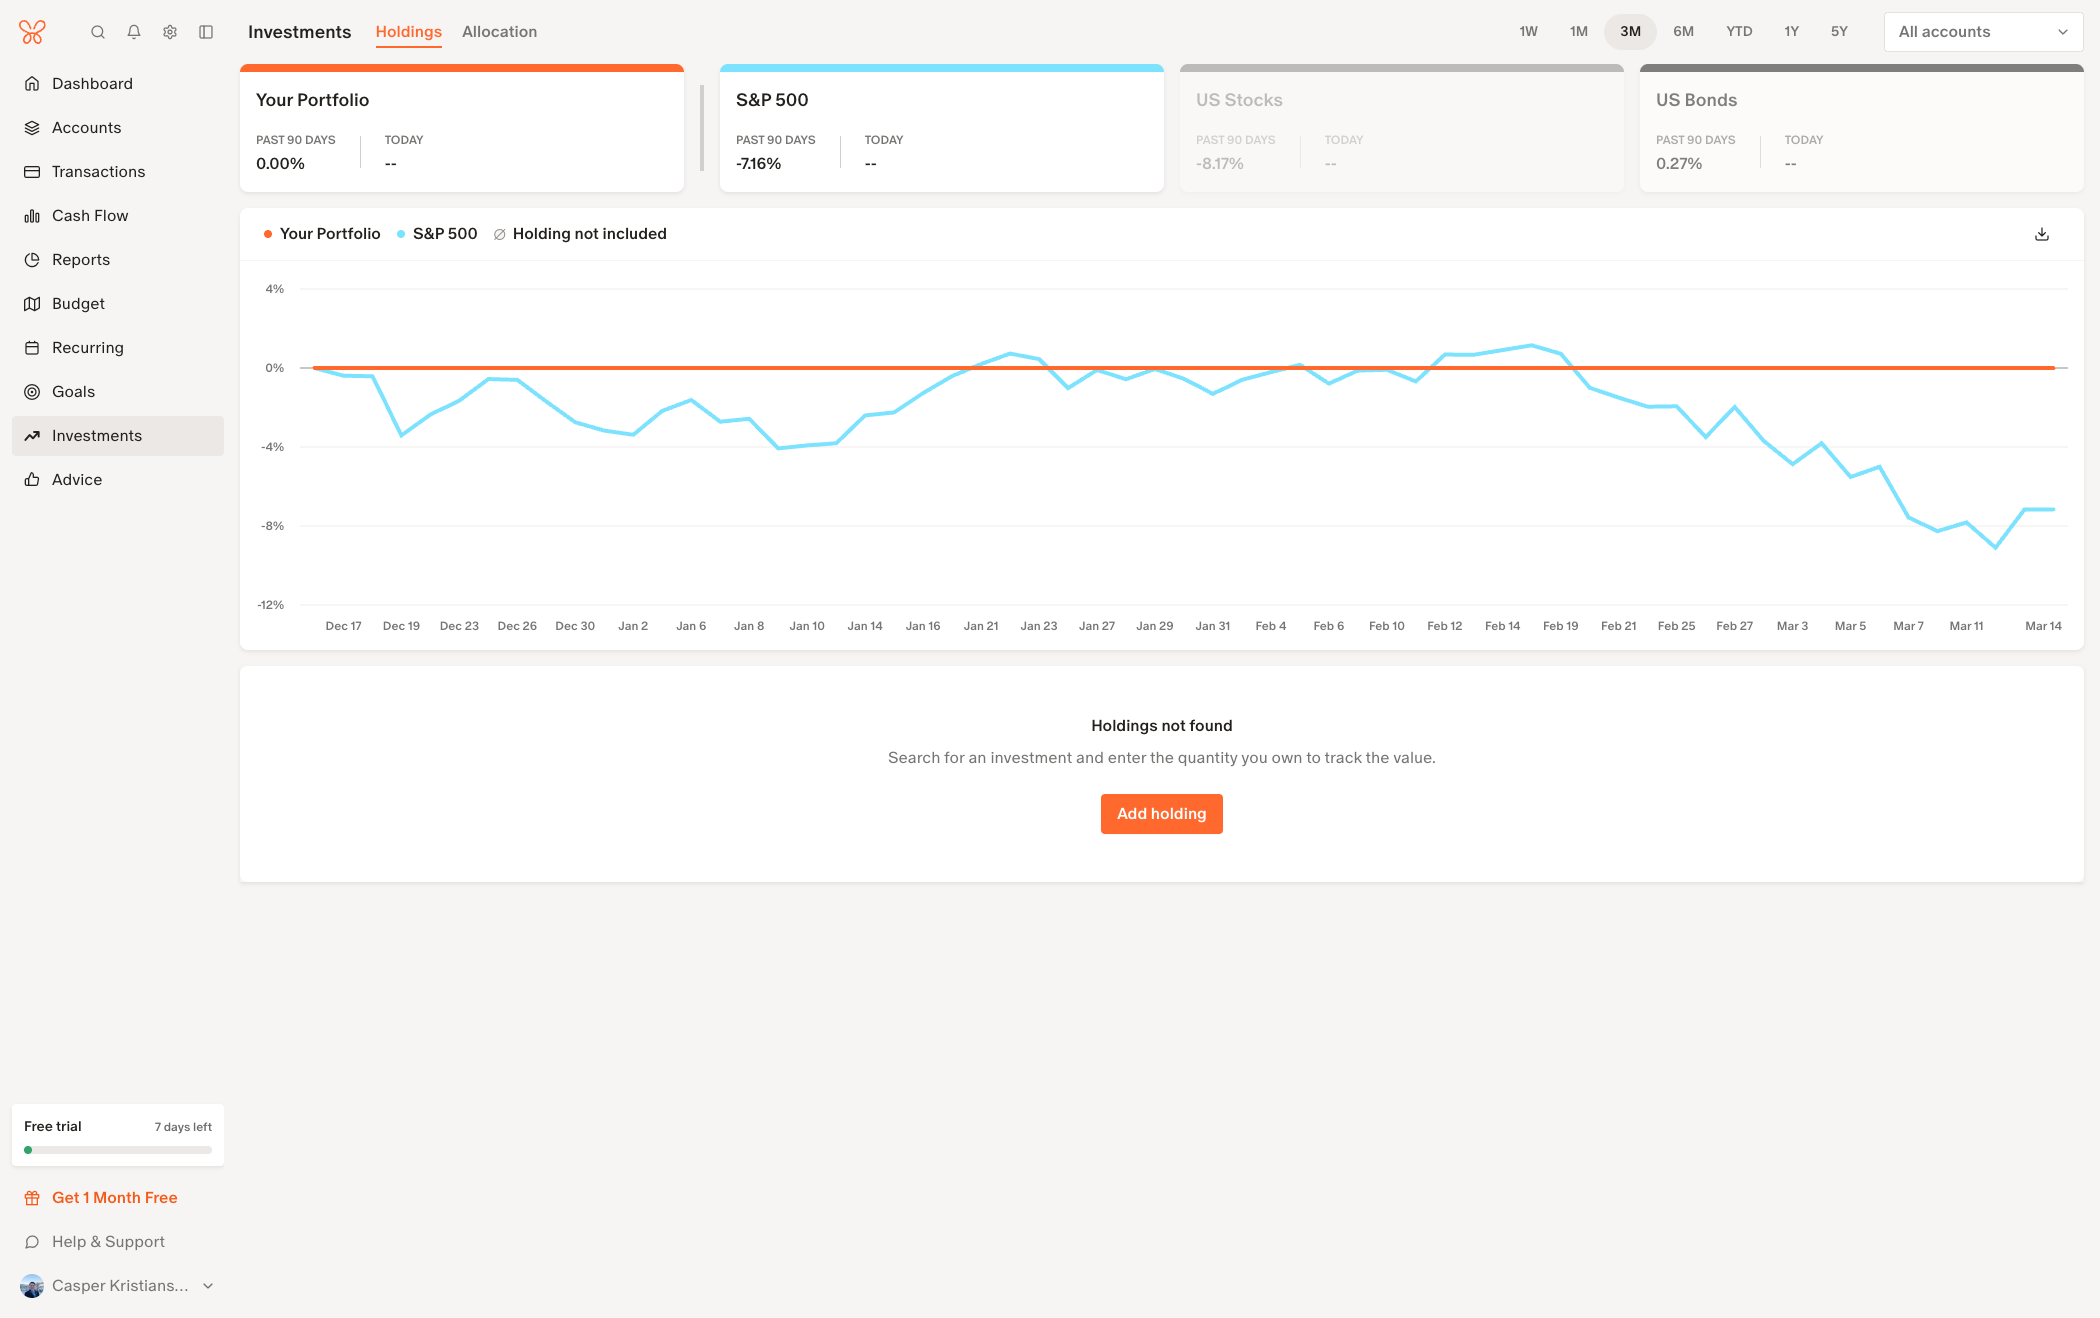 Investments
Holdings
Allocation
1W
1M
3M
6M
YTD
1Y
5Y
All accounts
Dashboard
Accounts
Transactions
Cash Flow
Reports
Budget
Recurring
Goals
Investments
Advice
Your Portfolio
PAST 90 DAYS
TODAY
0.00%
--
S&P 500
PAST 90 DAYS
TODAY
-7.16%
--
US Stocks
PAST 90 DAYS
TODAY
-8.17%
--
US Bonds
PAST 90 DAYS
TODAY
0.27%
--
Your Portfolio
S&P 500
Holding not included
4%
0%
-4%
-8%
-12%
Dec 17
Dec 19
Dec 23
Dec 26
Dec 30
Jan 2
Jan 6
Jan 8
Jan 10
Jan 14
Jan 16
Jan 21
Jan 23
Jan 27
Jan 29
Jan 31
Feb 4
Feb 6
Feb 10
Feb 12
Feb 14
Feb 19
Feb 21
Feb 25
Feb 27
Mar 3
Mar 5
Mar 7
Mar 11
Mar 14
Holdings not found
Search for an investment and enter the quantity you own to track the value.
Add holding
Free trial
7 days left
Get 1 Month Free
Help & Support
Casper Kristians...